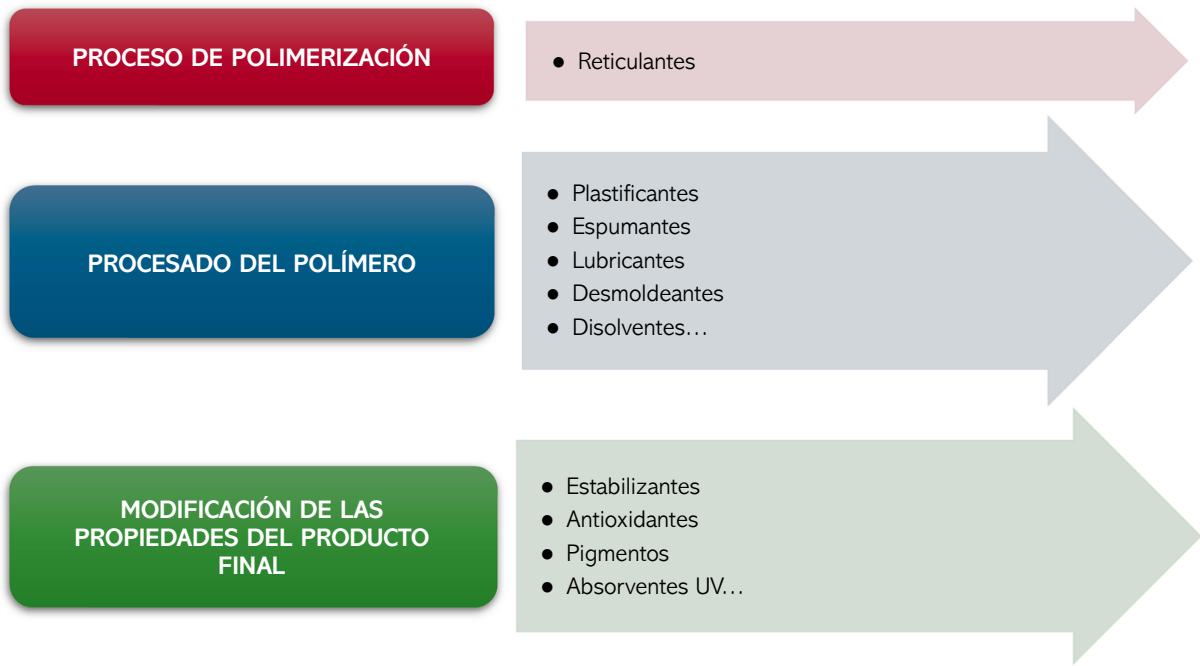 PROCESO DE POLIMERIZACIÓN
● Reticulantes
PROCESADO DEL POLÍMERO
● Plastificantes
● Espumantes
● Lubricantes
● Desmoldeantes
● Disolventes…
MODIFICACIÓN DE LAS
PROPIEDADES DEL PRODUCTO
FINAL
● Estabilizantes
● Antioxidantes
● Pigmentos
● Absorventes UV…